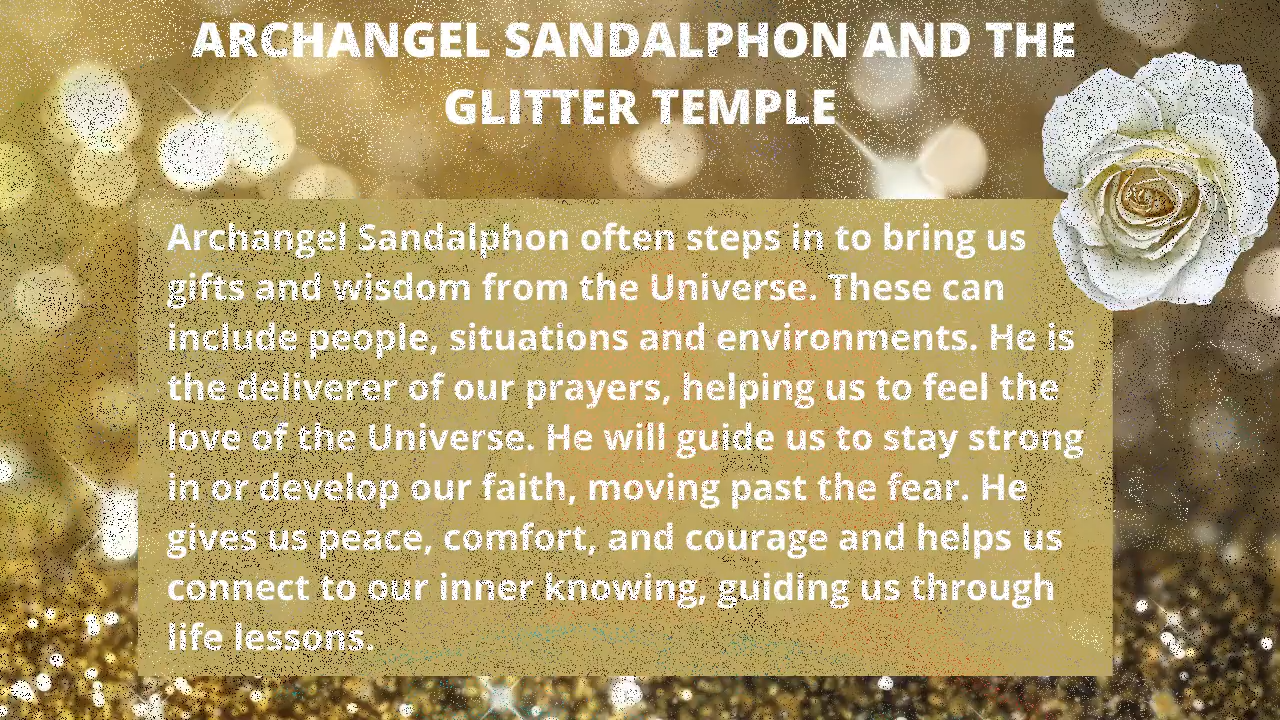 ARCHANGEL SANDALPHON AND THE
GLITTER TEMPLE
Archangel Sandalphon often steps in to bring us
gifts and wisdom from the Universe. These can
include people, situations and environments. He is
the deliverer of our prayers, helping us to feel the
love of the Universe. He will guide us to stay strong
in or develop our faith, moving past the fear. He
gives us peace, comfort, and courage and helps us
connect to our inner knowing, guiding us through
life lessons.